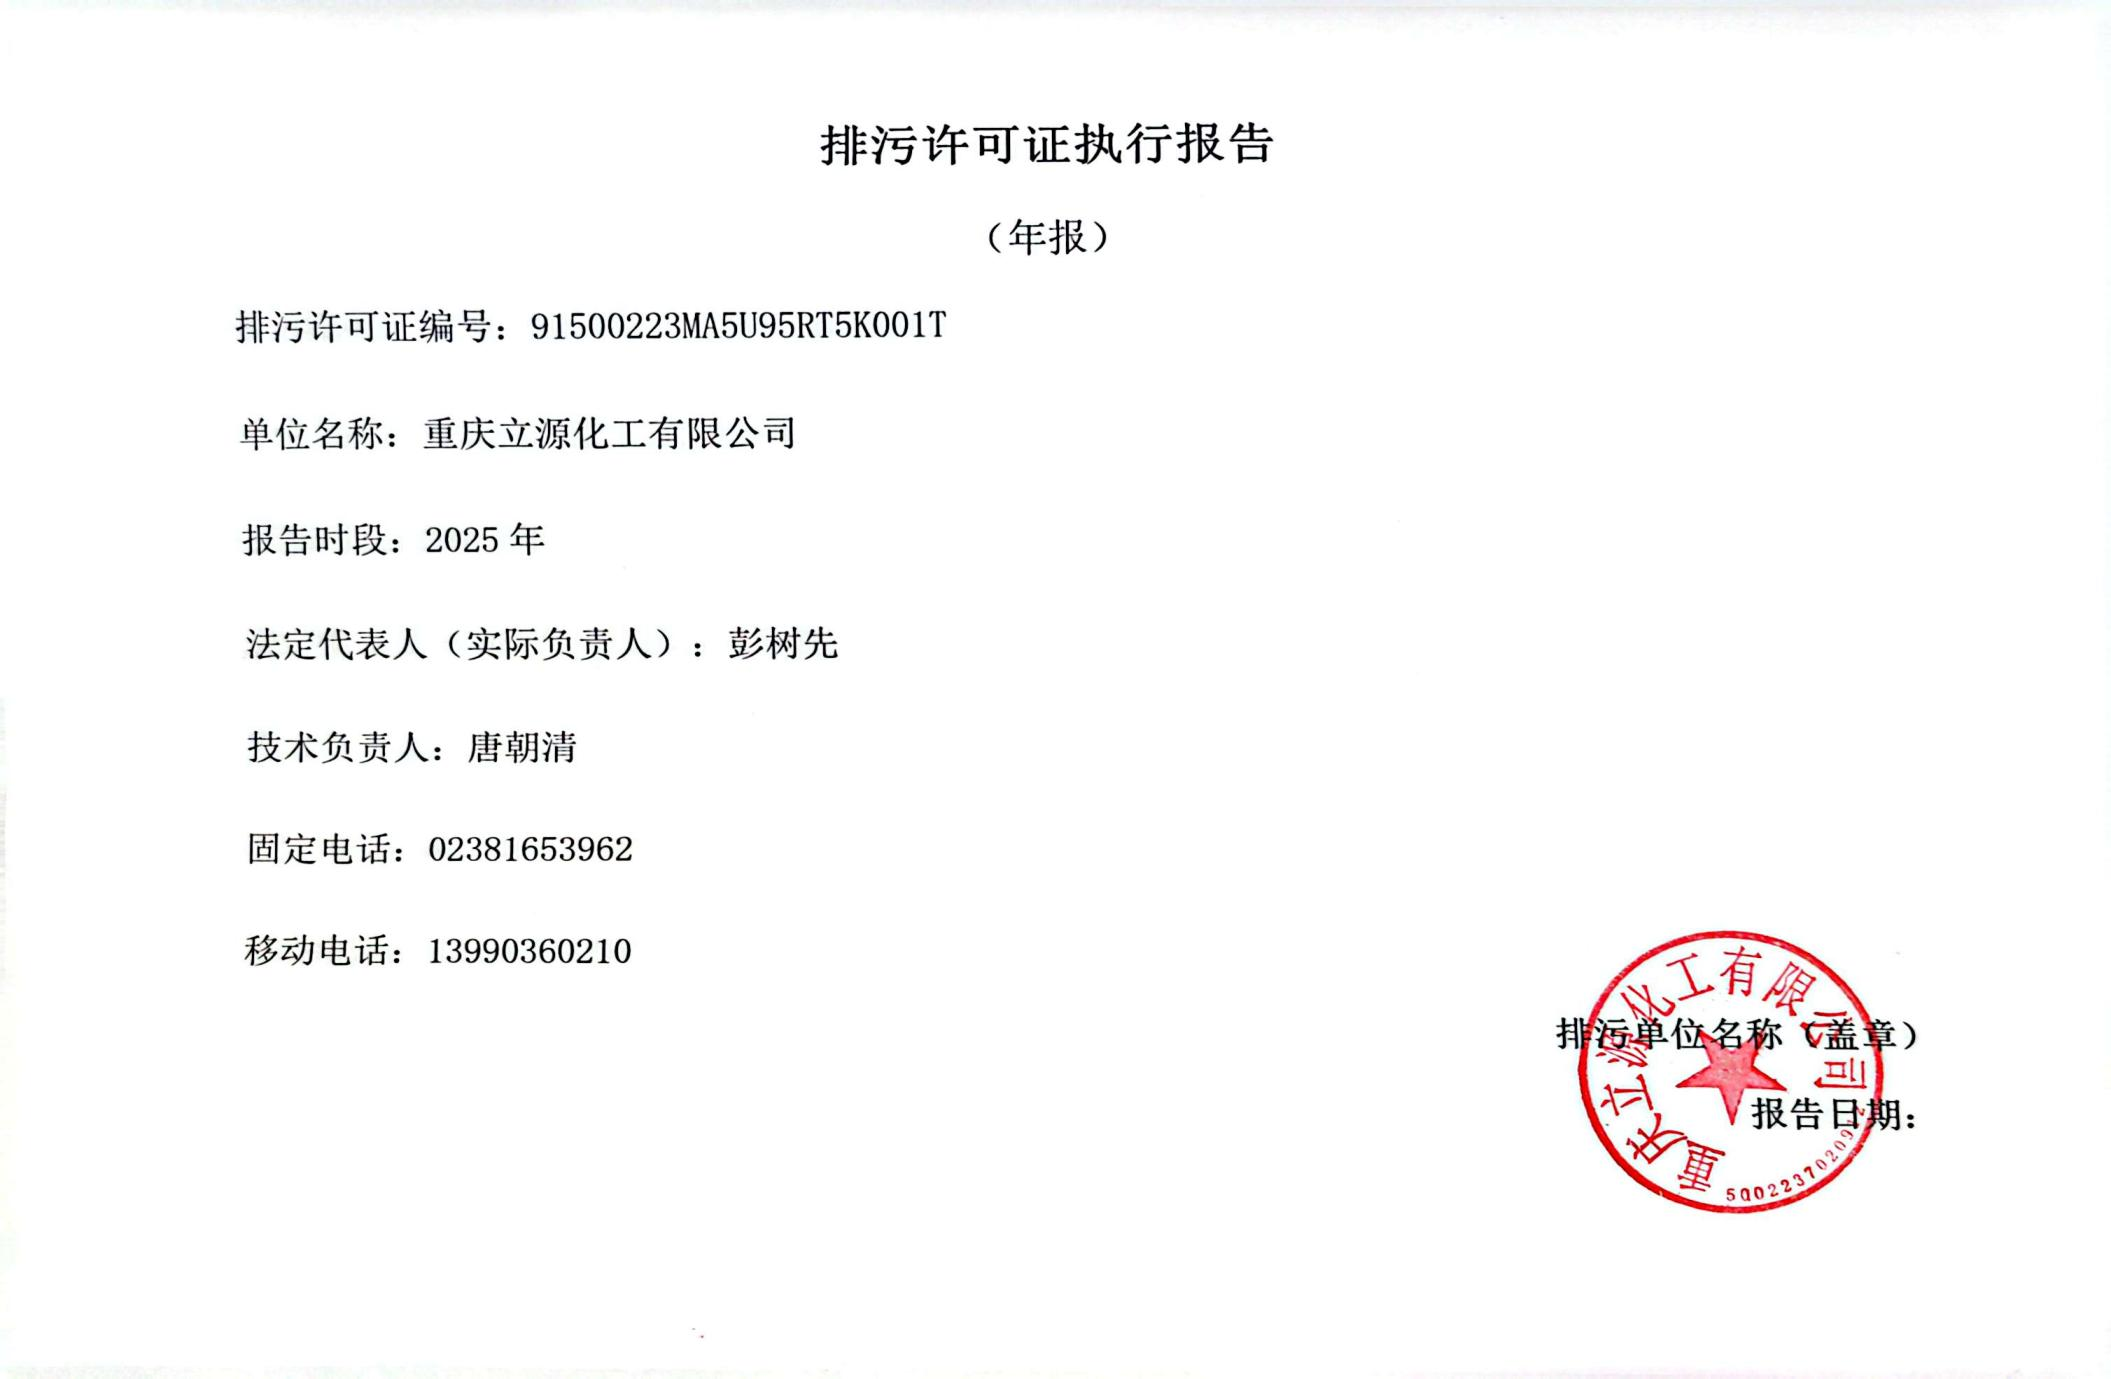 排污许可证执行报告
（年报）
排污许可证编号：91500223MA5U95RT5K001T
单位名称：重庆立源化工有限公司
报告时段：2025 年
法定代表人（实际负责人）：彭树先
技术负责人：唐朝清
固定电话：02381653962
移动电话：13990360210
排污单位名称（盖章）
报告日期：
重庆立源化工有限公司